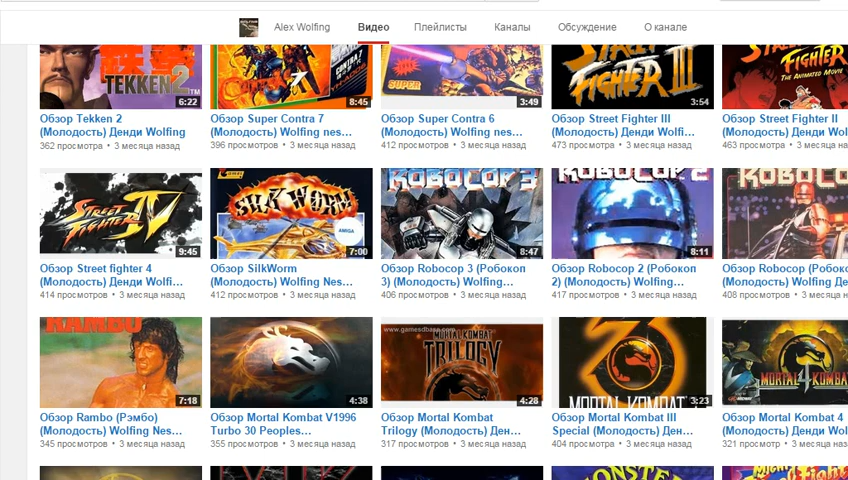 Alex Wolfing Видео Плейлисты Каналы Обсуждение О канале
TEKKEN 2
6:22
8:45
SUPER
3:49
STREET
FIGHTER III
3:54
STREET
FIGHTER
THE ANIMATED MOVIE
Обзор Tekken 2
(Молодость) Денди Wolfing
362 просмотра • 3 месяца назад
Обзор Super Contra 7
(Молодость) Wolfing nes...
396 просмотров • 3 месяца назад
Обзор Super Contra 6
(Молодость) Wolfing nes...
412 просмотров • 3 месяца назад
Обзор Street Fighter III
(Молодость) Денди Wolfi...
473 просмотра • 3 месяца назад
Обзор Street Fighter II
(Молодость) Денди Wol
463 просмотра • 3 месяца
STREET
FIGHTER IV
9:45
SILK WORM
AMIGA
7:00
ROBOCOP 3
8:47
ROBOCOP 2
8:11
ROBOCO
Обзор Street fighter 4
(Молодость) Денди Wolfi...
414 просмотров • 3 месяца назад
Обзор SilkWorm
(Молодость) Wolfing Nes...
412 просмотров • 3 месяца назад
Обзор Robocop 3 (Робокоп
3) (Молодость) Wolfing...
406 просмотров • 3 месяца назад
Обзор Robocop 2 (Робокоп
2) (Молодость) Wolfing...
417 просмотров • 3 месяца назад
Обзор Robocop (Робоко
(Молодость) Wolfing Де
408 просмотров • 3 месяца
RAMBO
7:18
4:38
www.gamesdbase.com
MORTAL KOMBAT
TRILOGY
4:28
3
MORTAL KOMBAT
3:23
MORTAL 4 KOMBA
Обзор Rambo (Рэмбо)
(Молодость) Wolfing Nes...
345 просмотров • 3 месяца назад
Обзор Mortal Kombat V1996
Turbo 30 Peoples...
355 просмотров • 3 месяца назад
Обзор Mortal Kombat
Trilogy (Молодость) Ден...
317 просмотров • 3 месяца назад
Обзор Mortal Kombat III
Special (Молодость) Ден...
404 просмотра • 3 месяца назад
Обзор Mortal Kombat 4
(Молодость) Денди Wol
321 просмотр • 3 месяца
MONSTER